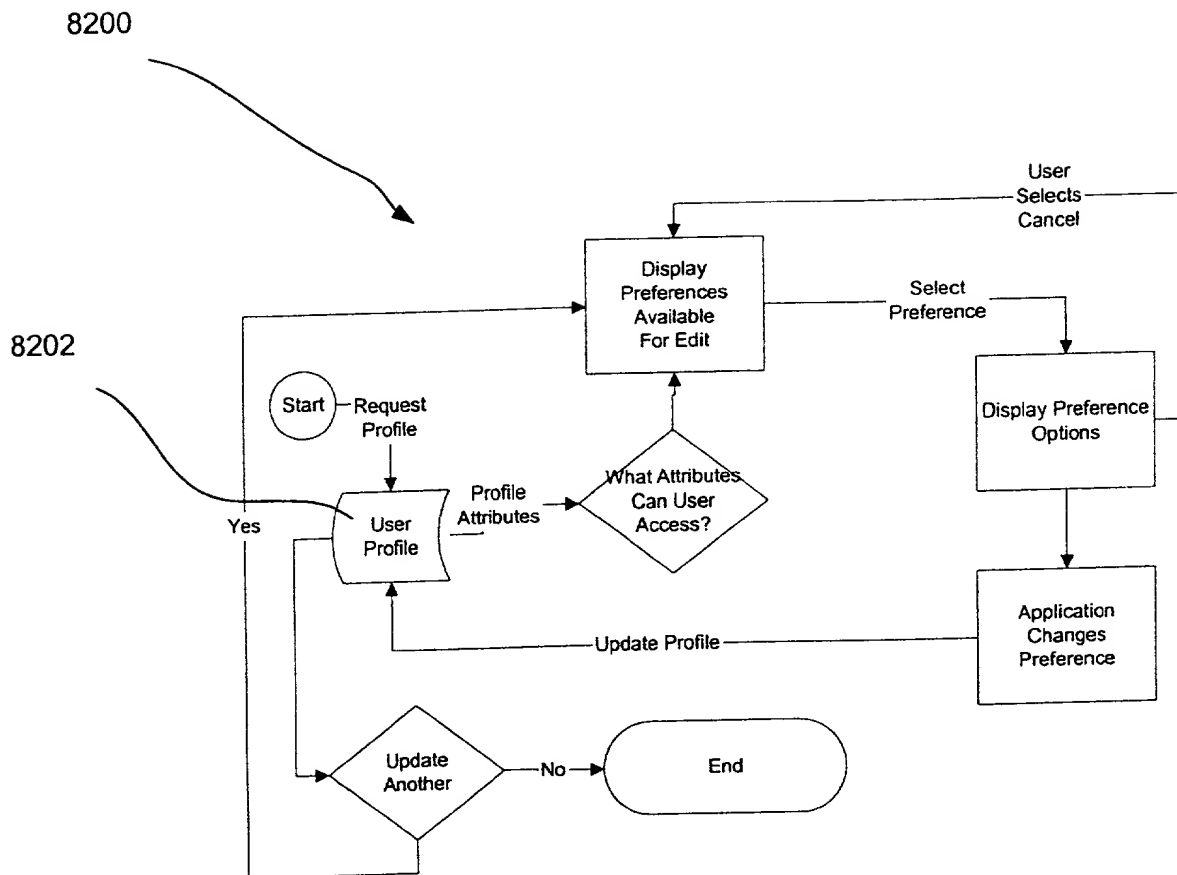 8200
User
Selects
Cancel
Display
Preferences
Available
For Edit
Select
Preference
8202
Start
Request
Profile
Display Preference
Options
What Attributes
Can User
Access?
Profile
Attributes
User
Profile
Yes
Application
Changes
Preference
Update Profile
Update
Another
No
End